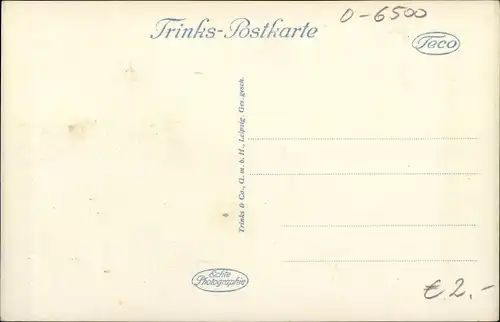 Trinks-Postkarte
O-6500
Teco
Trinks & Co., G. m. b. H., Leipzig. Ges. gesch.
Echte
Photographie
€ 2,-